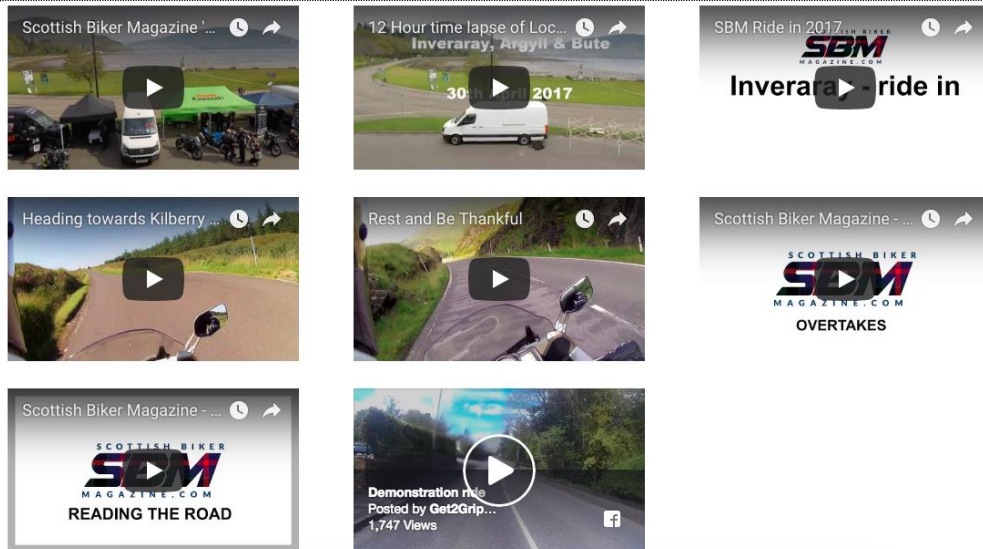 Scottish Biker Magazine '...
12 Hour time lapse of Loc...
Inveraray, Argyll & Bute
30th April 2017
SBM Ride in 2017
SCOTTISH BIKER
SBM
MAGAZINE.COM
Inveraray - ride in
Kawasaki
Heading towards Kilberry ...
Rest and Be Thankful
Scottish Biker Magazine - ...
SCOTTISH BIKER
SBM
MAGAZINE.COM
OVERTAKES
Scottish Biker Magazine - ...
SCOTTISH BIKER
SBM
MAGAZINE.COM
READING THE ROAD
Demonstration ride
Posted by Get2Grip...
1,747 Views